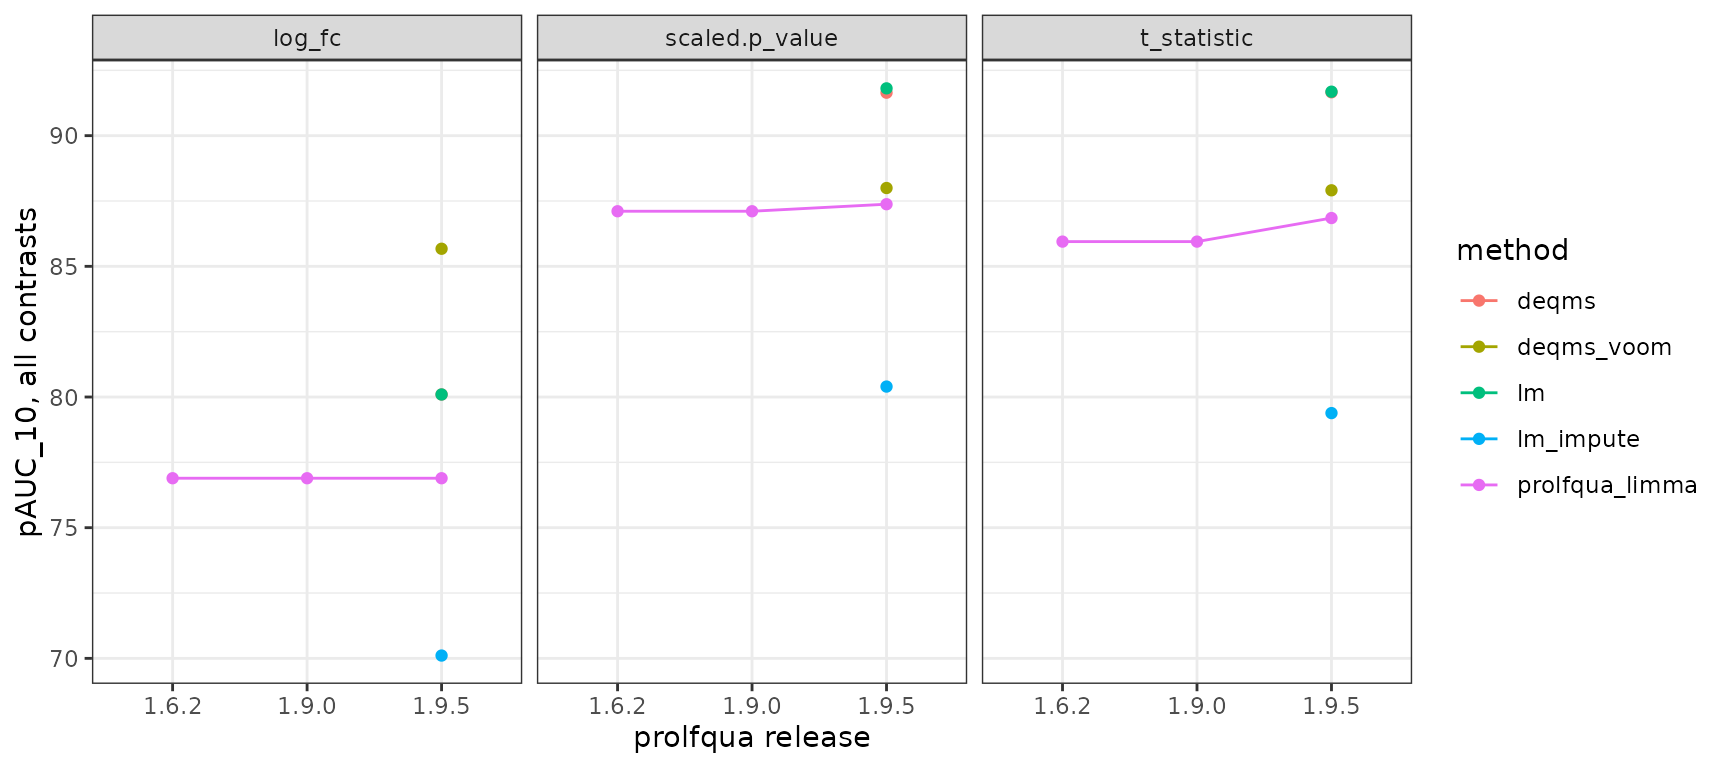 log_fc
scaled.p_value
t_statistic
pAUC_10, all contrasts
90
85
80
75
70
1.6.2
1.9.0
1.9.5
1.6.2
1.9.0
1.9.5
1.6.2
1.9.0
1.9.5
prolfqua release
method
deqms
deqms_voom
lm
lm_impute
prolfqua_limma